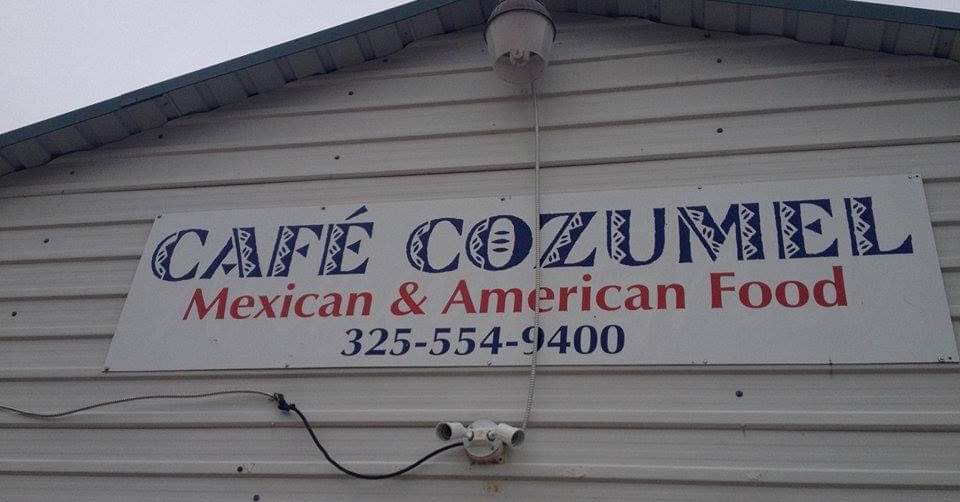 CAFÉ COZUMEL
Mexican & American Food
325-554-9400